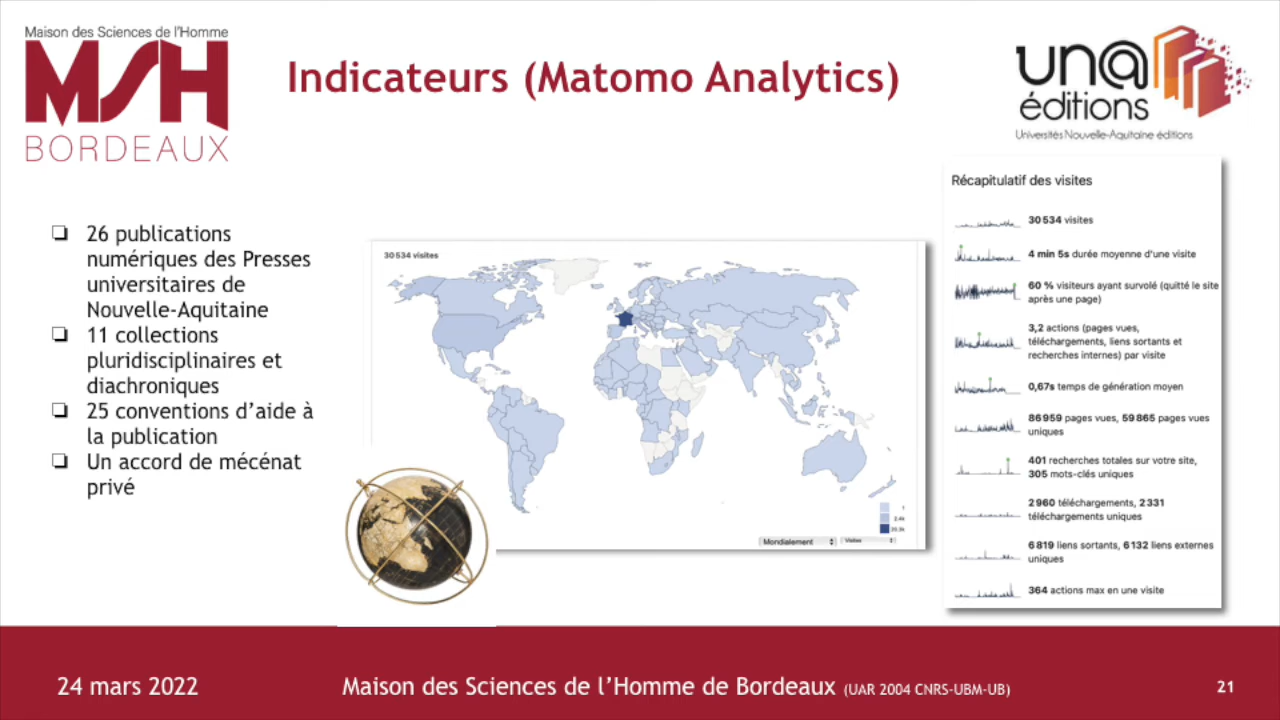 Maison des Sciences de l'Homme
MSH
BORDEAUX
Indicateurs (Matomo Analytics)
un@
éditions
Universités Nouvelle-Aquitaine éditions
26 publications
numériques des Presses
universitaires de
Nouvelle-Aquitaine
11 collections
pluridisciplinaires et
diachroniques
25 conventions d'aide à
la publication
Un accord de mécénat
privé
30 534 visites
1
2.4k
Mondialement
Visites
Récapitulatif des visites
30 534 visites
4 min 5s durée moyenne d'une visite
60 % visiteurs ayant survolé (quitté le site
après une page)
3,2 actions (pages vues,
téléchargements, liens sortants et
recherches internes) par visite
0,67s temps de génération moyen
86 959 pages vues, 59 865 pages vues
uniques
401 recherches totales sur votre site,
305 mots-clés uniques
2 960 téléchargements, 2 331
téléchargements uniques
6 819 liens sortants, 6 132 liens externes
uniques
364 actions max en une visite
24 mars 2022
Maison des Sciences de l'Homme de Bordeaux (UAR 2004 CNRS-UBM-UB)
21